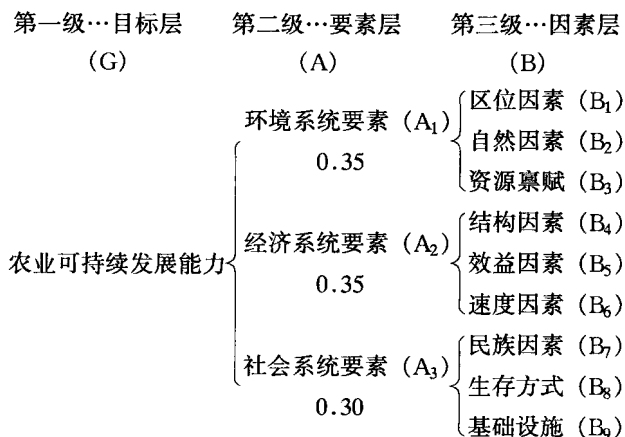 第一级…目标层 第二级…要素层 第三级…因素层
(G) (A) (B)
区位因素 (B₁)
环境系统要素 (A₁)
自然因素 (B₂)
0.35
资源禀赋 (B₃)
结构因素 (B₄)
经济系统要素 (A₂)
农业可持续发展能力
效益因素 (B₅)
0.35
速度因素 (B₆)
民族因素 (B₇)
社会系统要素 (A₃)
生存方式 (B₈)
0.30
基础设施 (B₉)